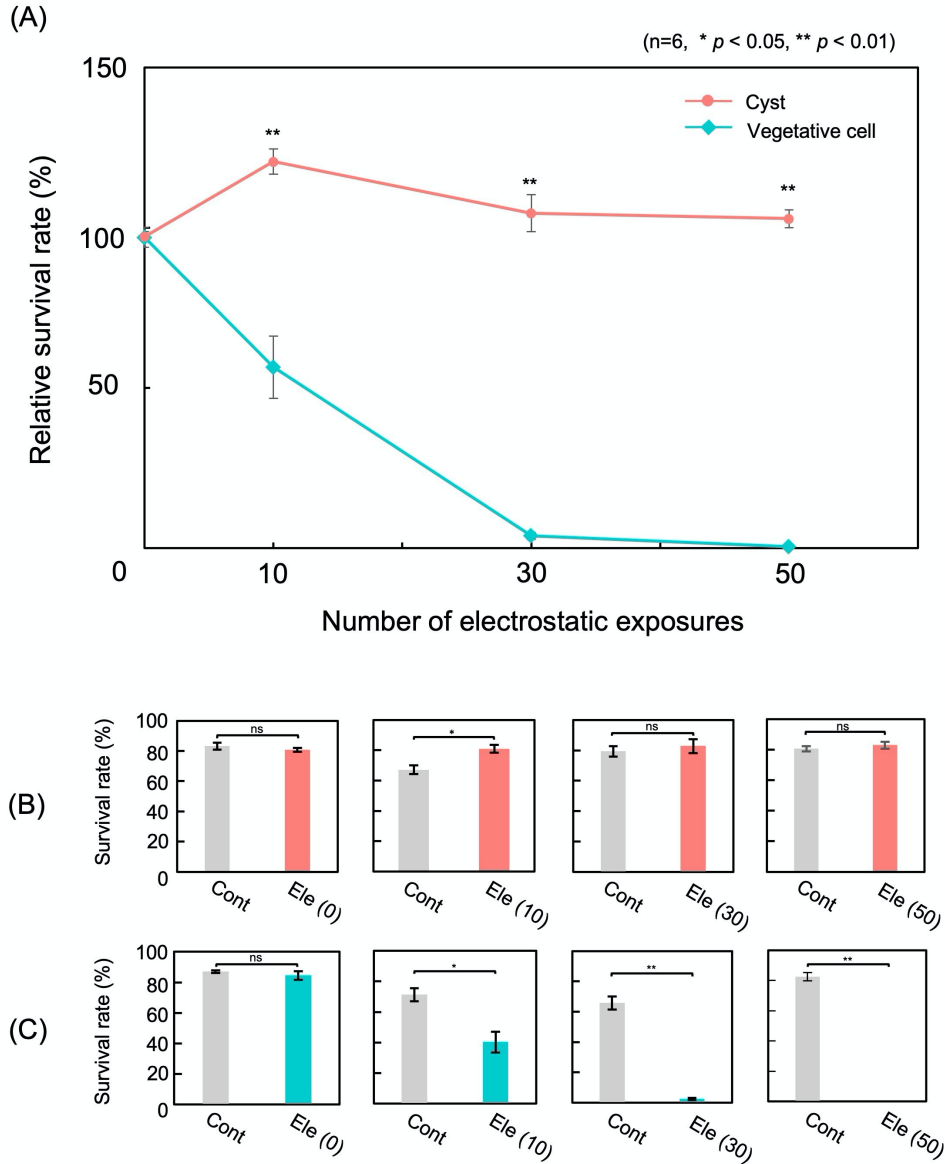 (A)
(n=6, * p < 0.05, ** p < 0.01)
150
Cyst
Vegetative cell
**
**
**
100
50
0
10
30
50
Relative survival rate (%)
Number of electrostatic exposures
(B)
Survival rate (%)
100
80
60
40
20
0
ns
*
ns
ns
Cont
Ele (0)
Cont
Ele (10)
Cont
Ele (30)
Cont
Ele (50)
(C)
Survival rate (%)
100
80
60
40
20
0
ns
*
**
**
Cont
Ele (0)
Cont
Ele (10)
Cont
Ele (30)
Cont
Ele (50)